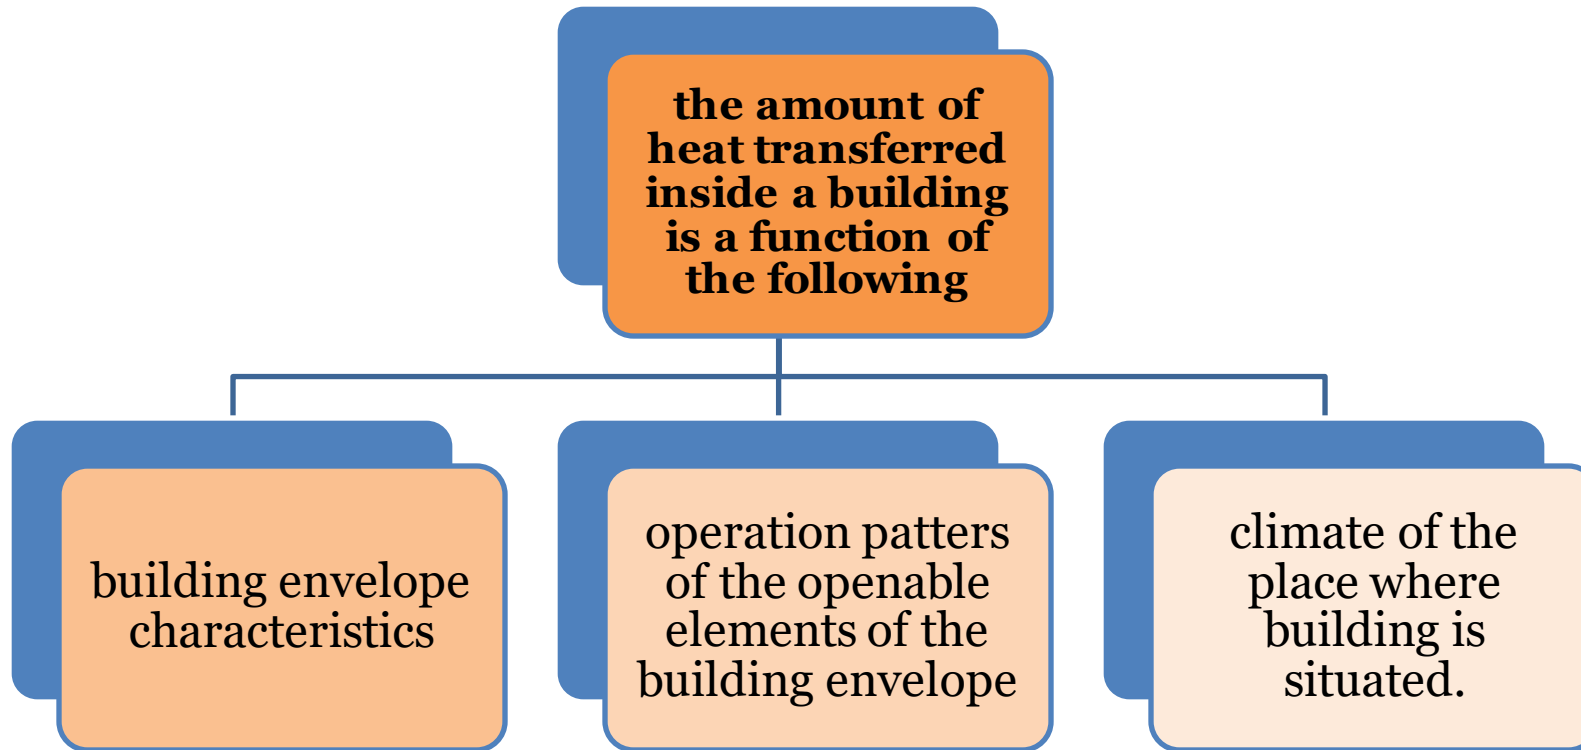 the amount of
heat transferred
inside a building
is a function of
the following
building envelope
characteristics
operation patters
of the openable
elements of the
building envelope
climate of the
place where
building is
situated.